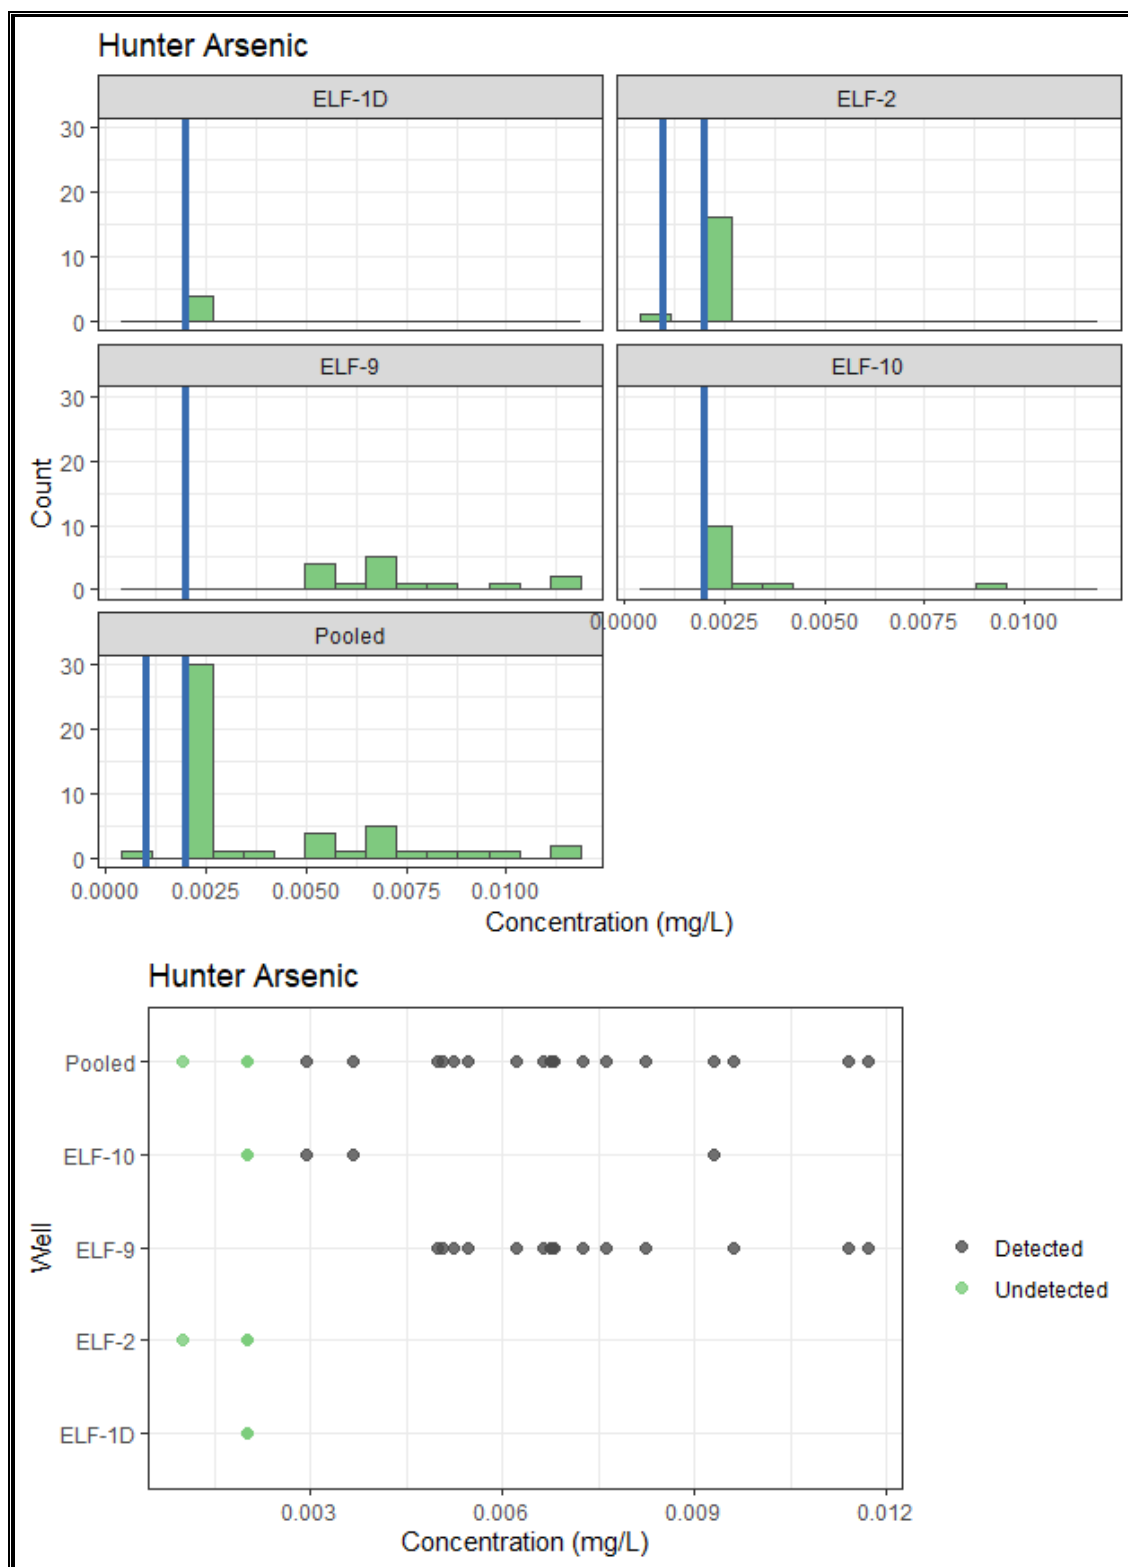 Hunter Arsenic
ELF-1D
ELF-2
30
20
10
0
ELF-9
ELF-10
30
20
10
0
0.0000 0.0025 0.0050 0.0075 0.0100
Pooled
30
20
10
0
0.0000 0.0025 0.0050 0.0075 0.0100
Count
Concentration (mg/L)
Hunter Arsenic
Pooled
ELF-10
ELF-9
ELF-2
ELF-1D
Well
Detected
Undetected
0.003 0.006 0.009 0.012
Concentration (mg/L)